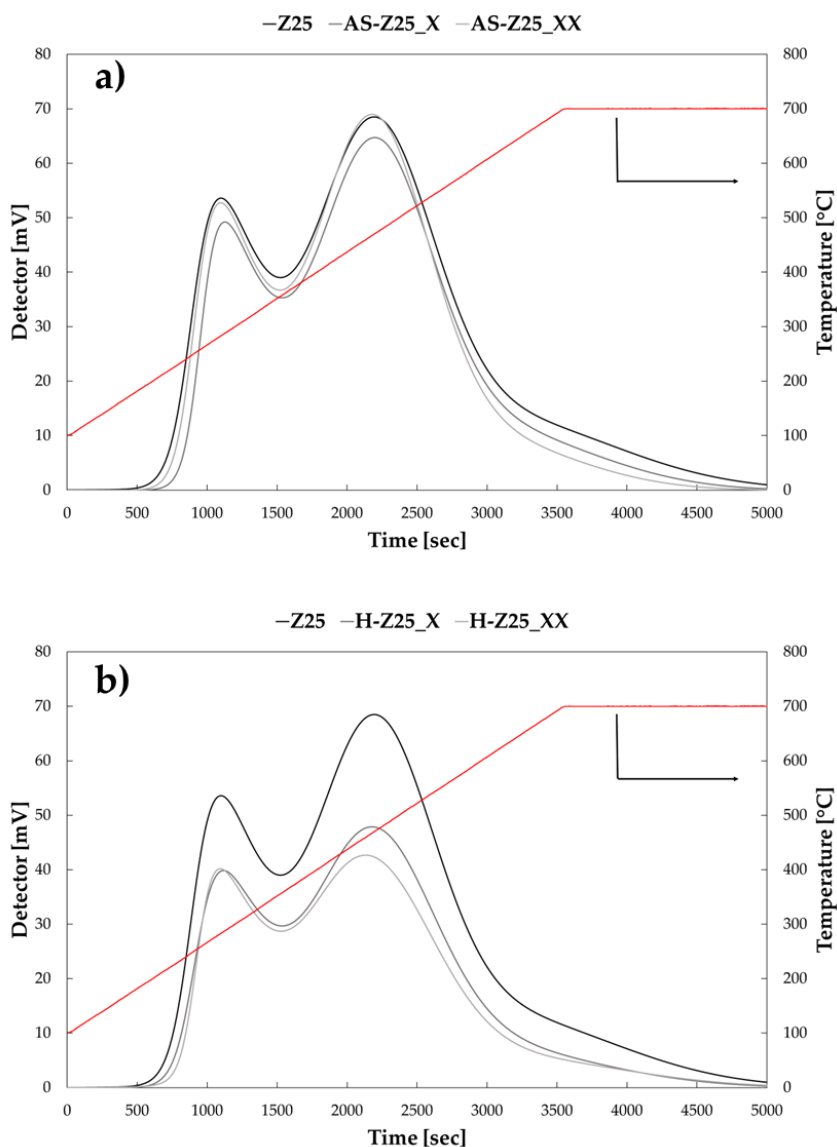 Z25 AS-Z25_X AS-Z25_XX
a)
80 800
70 700
60 600
50 500
40 400
30 300
20 200
10 100
0 0
Detector [mV]
Temperature [°C]
0 500 1000 1500 2000 2500 3000 3500 4000 4500 5000
Time [sec]
Z25 H-Z25_X H-Z25_XX
b)
80 800
70 700
60 600
50 500
40 400
30 300
20 200
10 100
0 0
Detector [mV]
Temperature [°C]
0 500 1000 1500 2000 2500 3000 3500 4000 4500 5000
Time [sec]